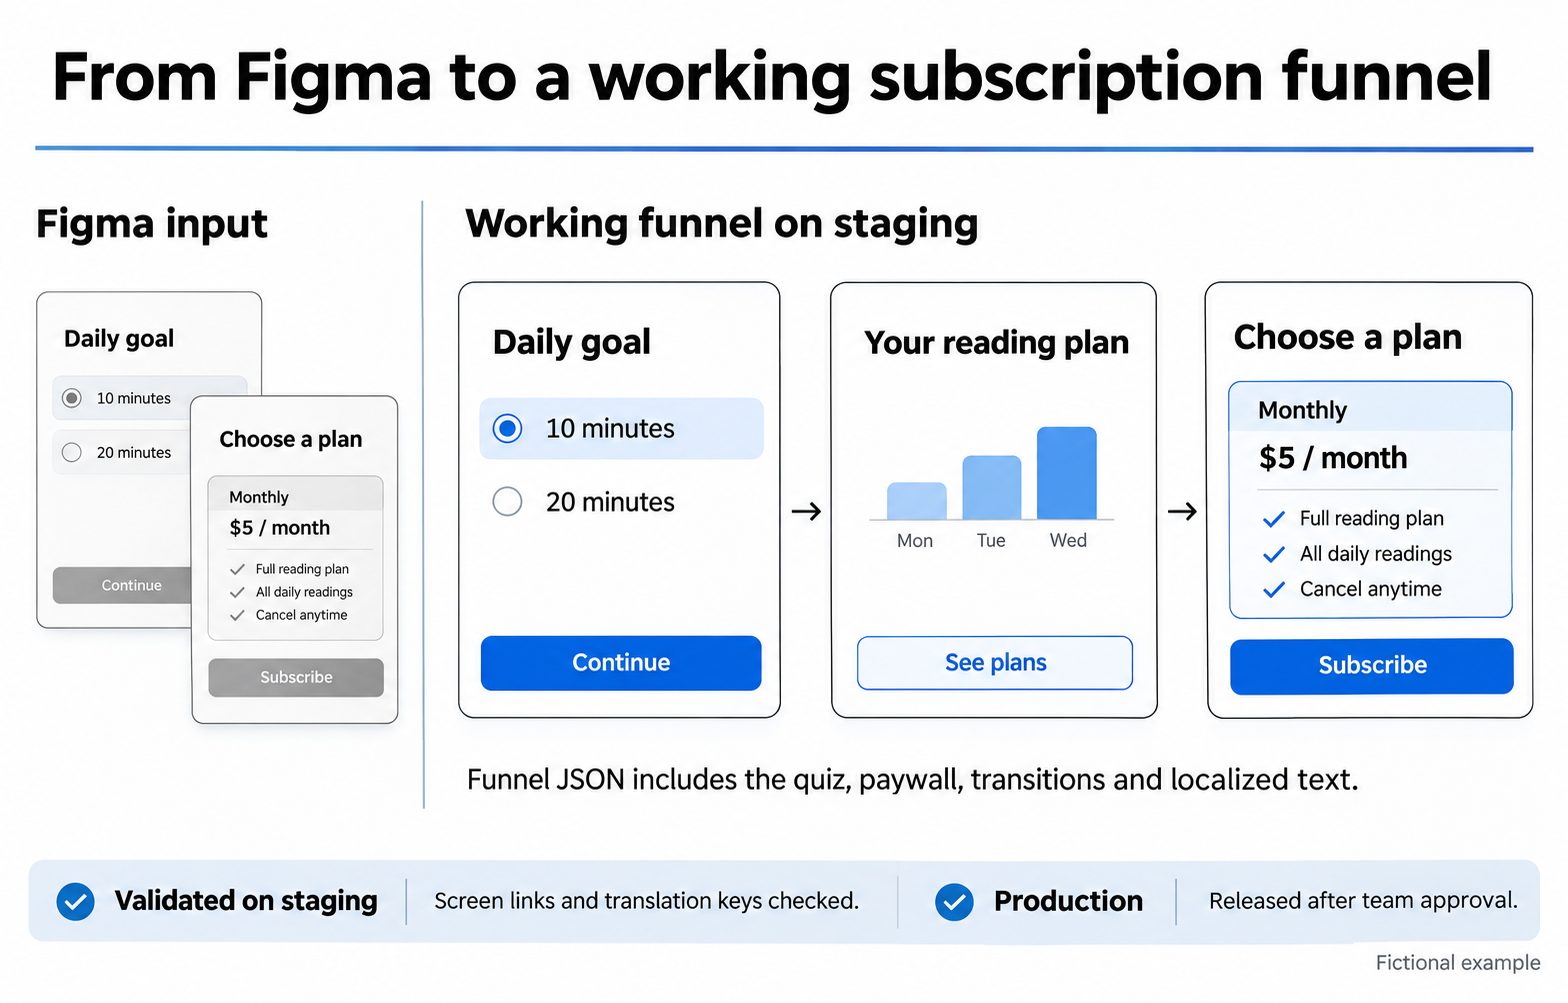 From Figma to a working subscription funnel
Figma input
Daily goal
10 minutes
20 minutes
Continue
Choose a plan
Monthly
$5 / month
Full reading plan
All daily readings
Cancel anytime
Subscribe
Working funnel on staging
Daily goal
10 minutes
20 minutes
Continue
Your reading plan
Mon Tue Wed
See plans
Choose a plan
Monthly
$5 / month
Full reading plan
All daily readings
Cancel anytime
Subscribe
Funnel JSON includes the quiz, paywall, transitions and localized text.
Validated on staging
Screen links and translation keys checked.
Production
Released after team approval.
Fictional example